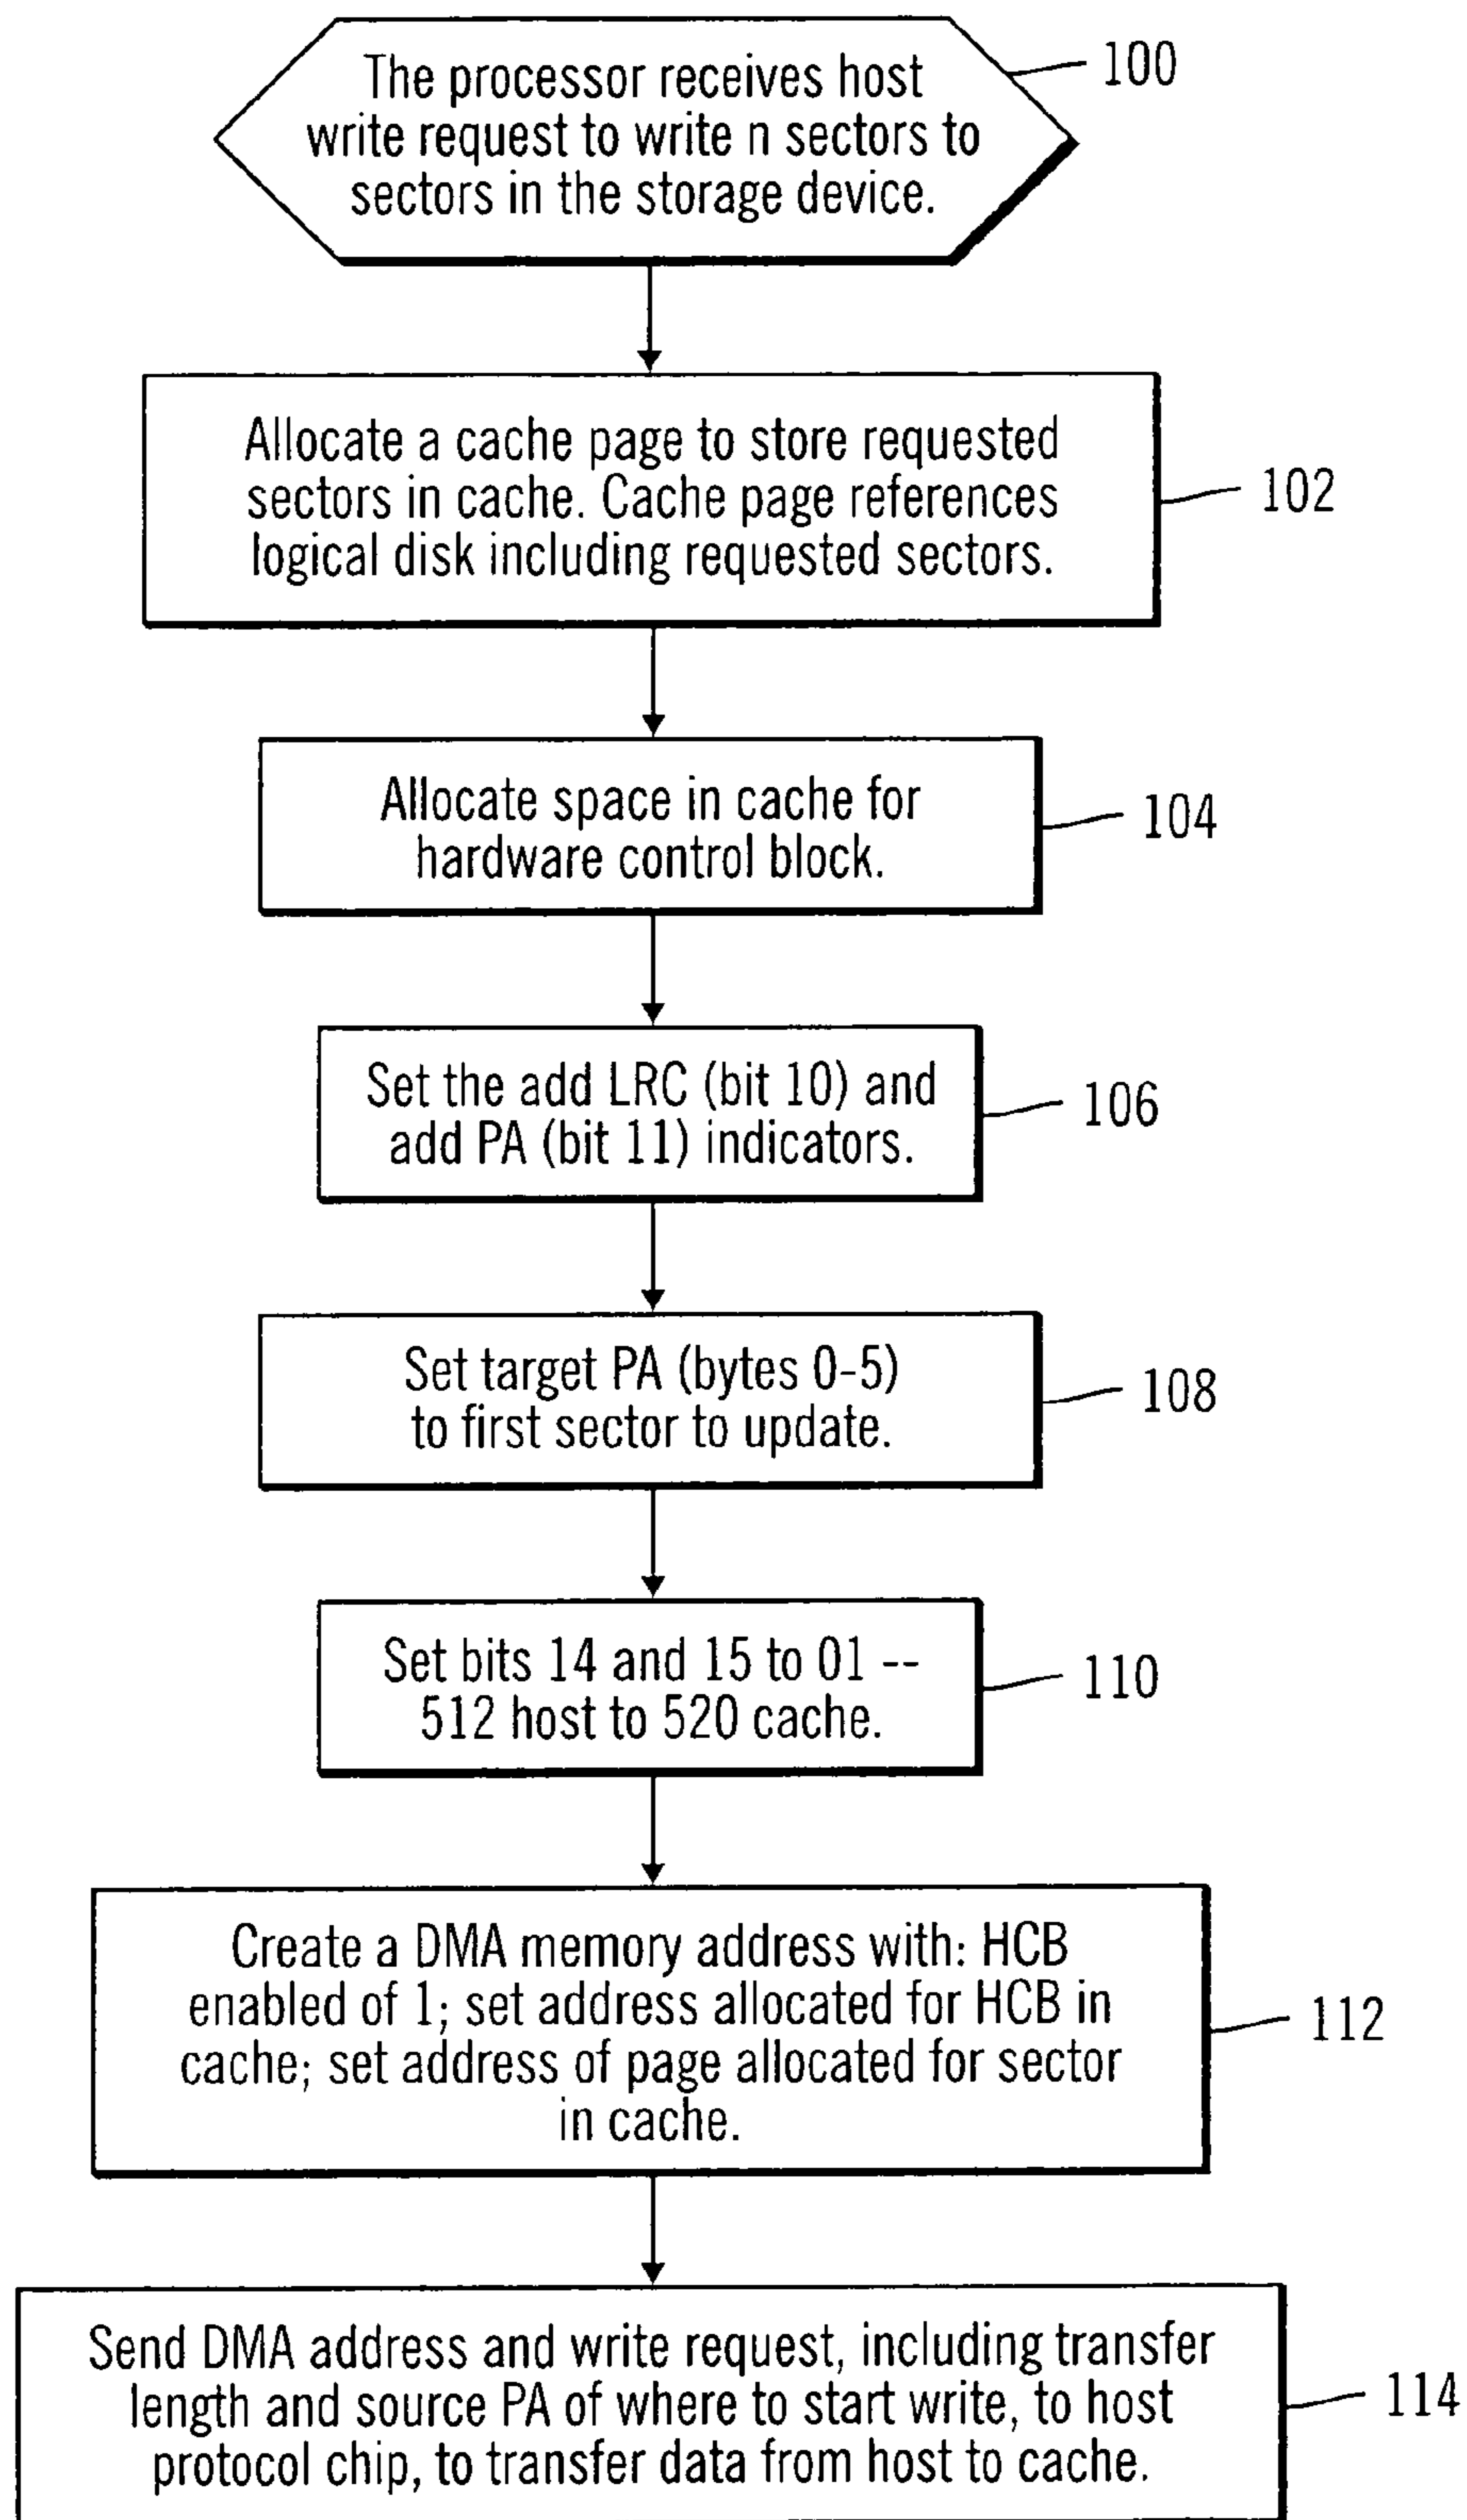 The processor receives host
write request to write n sectors to
sectors in the storage device.
100
Allocate a cache page to store requested
sectors in cache. Cache page references
logical disk including requested sectors.
102
Allocate space in cache for
hardware control block.
104
Set the add LRC (bit 10) and
add PA (bit 11) indicators.
106
Set target PA (bytes 0-5)
to first sector to update.
108
Set bits 14 and 15 to 01 --
512 host to 520 cache.
110
Create a DMA memory address with: HCB
enabled of 1; set address allocated for HCB in
cache; set address of page allocated for sector
in cache.
112
Send DMA address and write request, including transfer
length and source PA of where to start write, to host
protocol chip, to transfer data from host to cache.
114